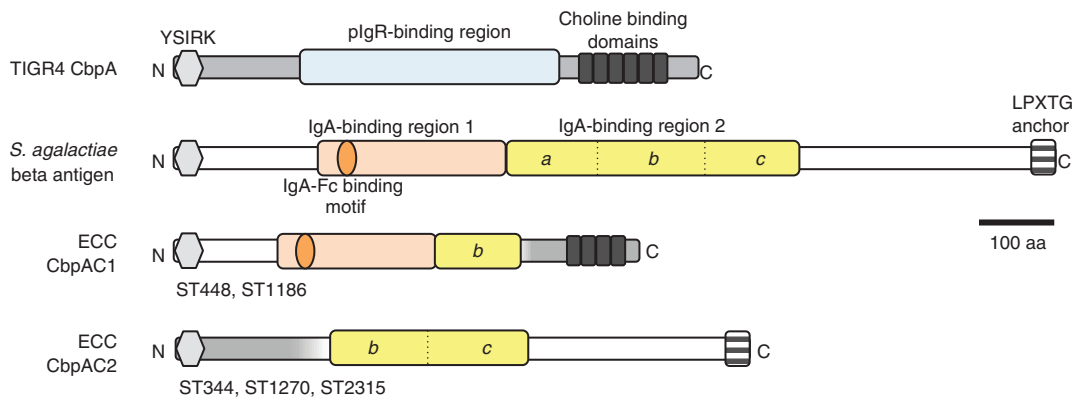 YSIRK
pIgR-binding region
Choline binding
domains
TIGR4 CbpA
N
C
LPXTG
anchor
IgA-binding region 1
IgA-binding region 2
S. agalactiae
beta antigen
N
a
b
c
C
IgA-Fc binding
motif
100 aa
ECC
CbpAC1
N
b
C
ST448, ST1186
ECC
CbpAC2
N
b
c
C
ST344, ST1270, ST2315